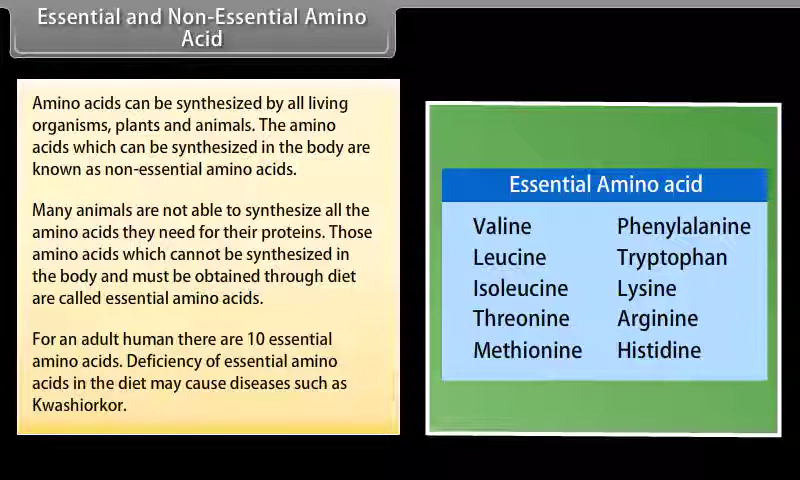 Essential and Non-Essential Amino
Acid
Amino acids can be synthesized by all living
organisms, plants and animals. The amino
acids which can be synthesized in the body are
known as non-essential amino acids.
Many animals are not able to synthesize all the
amino acids they need for their proteins. Those
amino acids which cannot be synthesized in
the body and must be obtained through diet
are called essential amino acids.
For an adult human there are 10 essential
amino acids. Deficiency of essential amino
acids in the diet may cause diseases such as
Kwashiorkor.
Essential Amino acid
Valine Phenylalanine
Leucine Tryptophan
Isoleucine Lysine
Threonine Arginine
Methionine Histidine